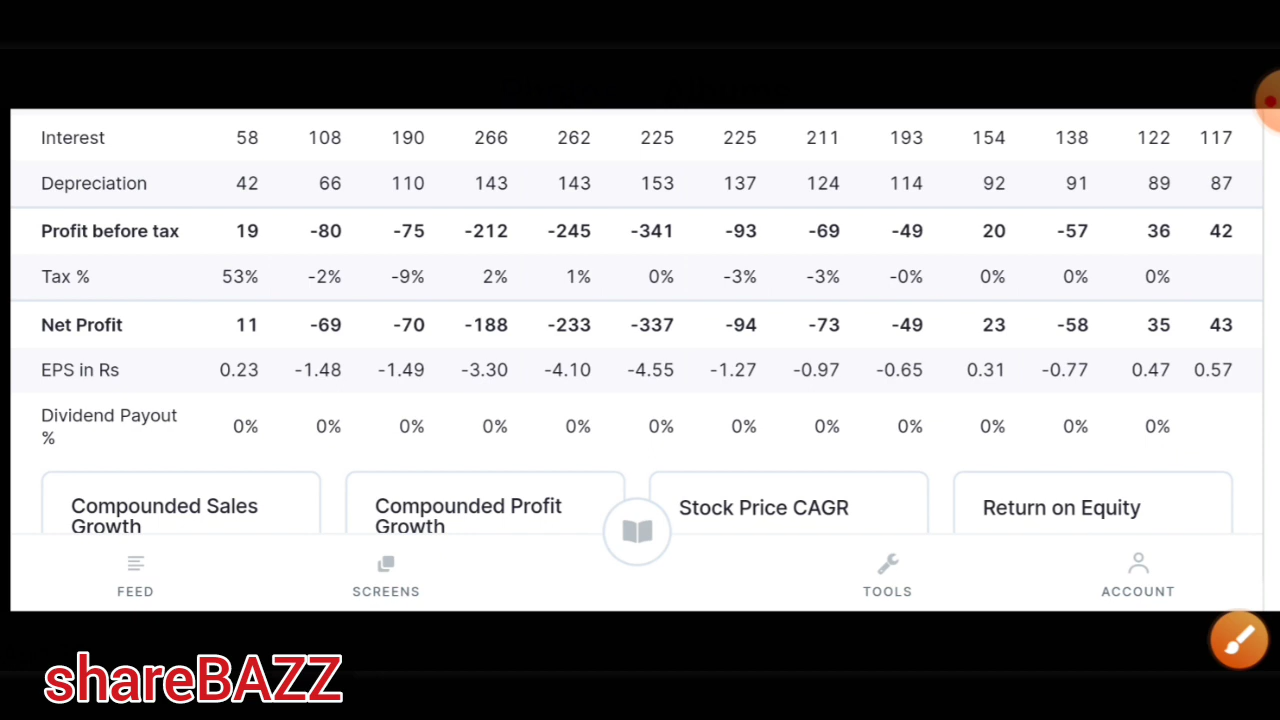 Interest 58 108 190 266 262 225 225 211 193 154 138 122 117
Depreciation 42 66 110 143 143 153 137 124 114 92 91 89 87
Profit before tax 19 -80 -75 -212 -245 -341 -93 -69 -49 20 -57 36 42
Tax % 53% -2% -9% 2% 1% 0% -3% -3% -0% 0% 0% 0%
Net Profit 11 -69 -70 -188 -233 -337 -94 -73 -49 23 -58 35 43
EPS in Rs 0.23 -1.48 -1.49 -3.30 -4.10 -4.55 -1.27 -0.97 -0.65 0.31 -0.77 0.47 0.57
Dividend Payout
% 0% 0% 0% 0% 0% 0% 0% 0% 0% 0% 0% 0%
Compounded Sales
Growth
Compounded Profit
Growth
Stock Price CAGR
Return on Equity
FEED
SCREENS
TOOLS
ACCOUNT
shareBAZZ